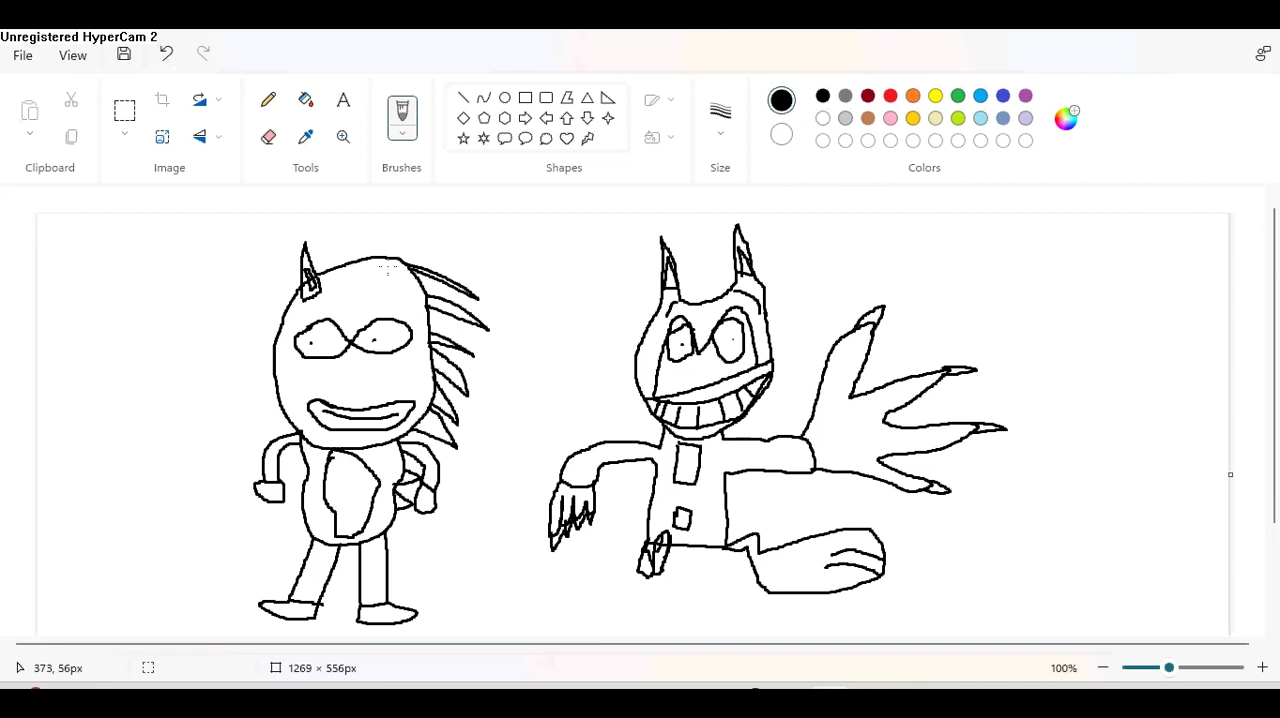 Unregistered HyperCam 2
File View
Clipboard Image Tools Brushes Shapes Size Colors
373, 56px 1269 × 556px 100%